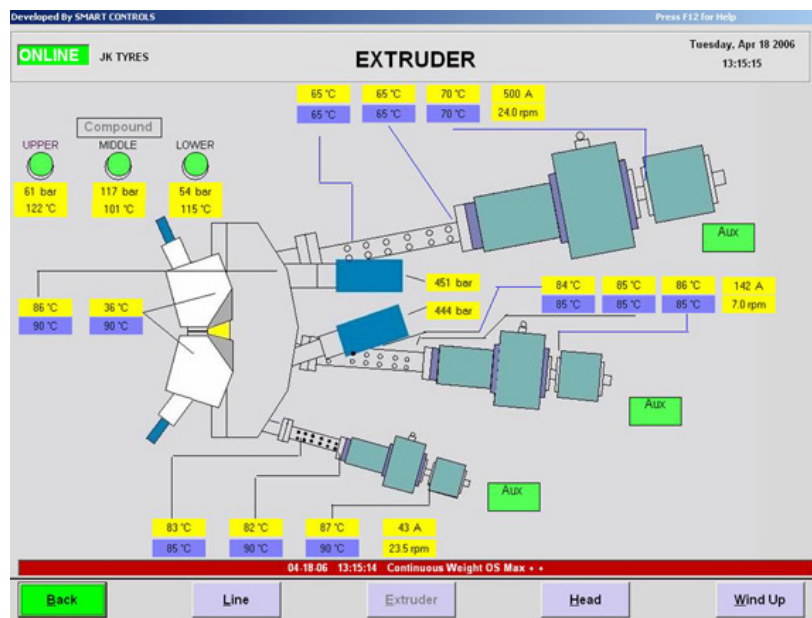 Developed By SMART CONTROLS
Press F12 for Help
ONLINE
JK TYRES
EXTRUDER
Tuesday, Apr 18 2006
13:15:15
65 °C 65 °C 70 °C 500 A
65 °C 65 °C 70 °C 24.0 rpm
Compound
UPPER MIDDLE LOWER
61 bar 117 bar 54 bar
122 °C 101 °C 115 °C
Aux
451 bar
84 °C 85 °C 86 °C 142 A
85 °C 85 °C 85 °C 7.0 rpm
86 °C 36 °C
90 °C 90 °C
444 bar
Aux
Aux
83 °C 82 °C 87 °C 43 A
85 °C 90 °C 90 °C 23.5 rpm
04-18-06 13:15:14 Continuous Weight OS Max + +
Back Line Extruder Head Wind Up